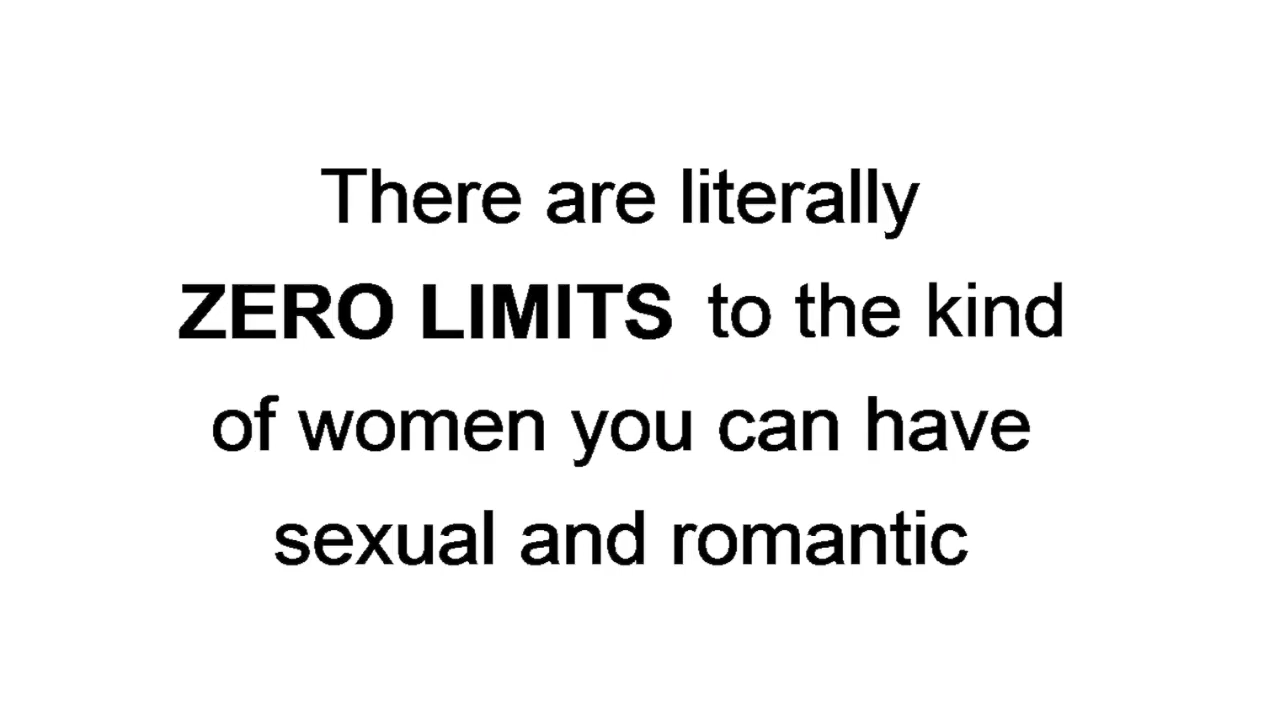 There are literally
ZERO LIMITS to the kind
of women you can have
sexual and romantic